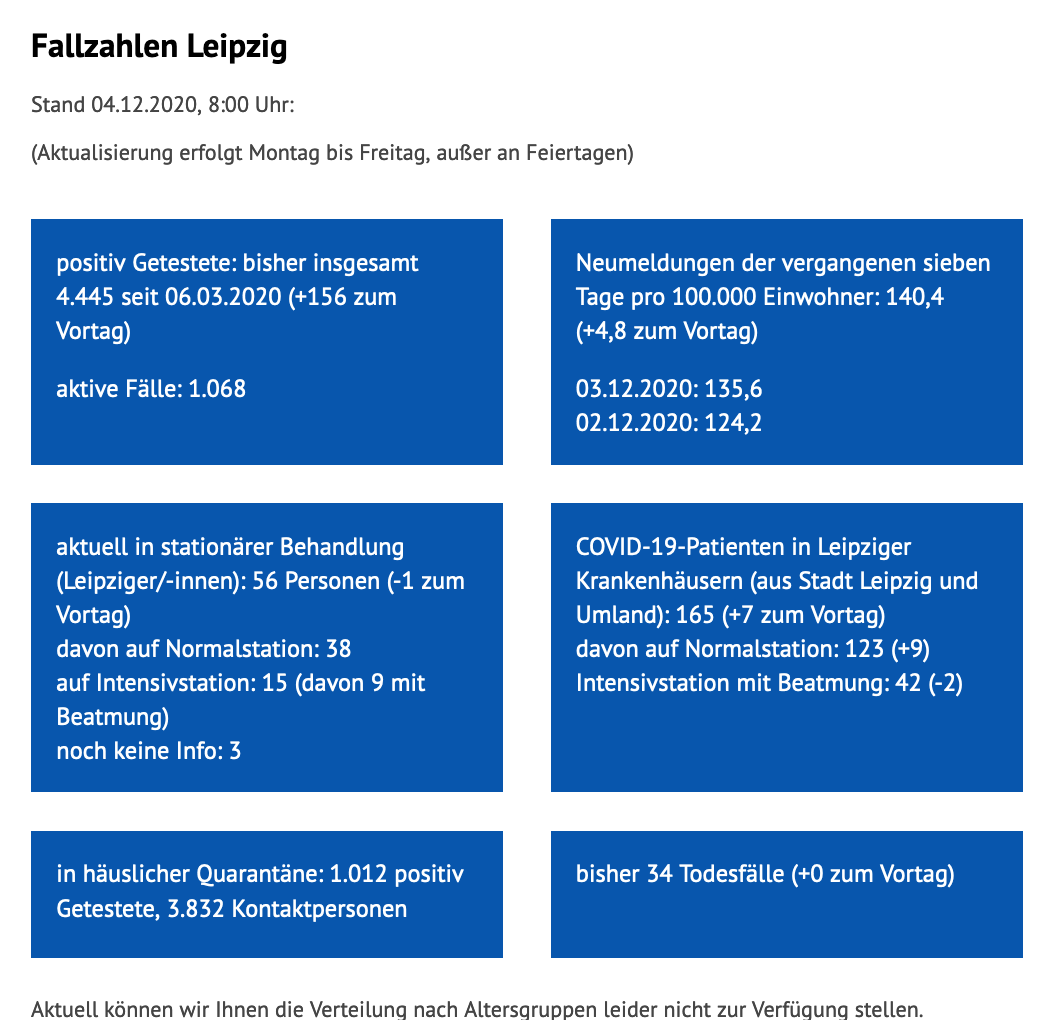 Fallzahlen Leipzig
Stand 04.12.2020, 8:00 Uhr:
(Aktualisierung erfolgt Montag bis Freitag, außer an Feiertagen)
positiv Getestete: bisher insgesamt
4.445 seit 06.03.2020 (+156 zum
Vortag)
aktive Fälle: 1.068
Neumeldungen der vergangenen sieben
Tage pro 100.000 Einwohner: 140,4
(+4,8 zum Vortag)
03.12.2020: 135,6
02.12.2020: 124,2
aktuell in stationärer Behandlung
(Leipziger/-innen): 56 Personen (-1 zum
Vortag)
davon auf Normalstation: 38
auf Intensivstation: 15 (davon 9 mit
Beatmung)
noch keine Info: 3
COVID-19-Patienten in Leipziger
Krankenhäusern (aus Stadt Leipzig und
Umland): 165 (+7 zum Vortag)
davon auf Normalstation: 123 (+9)
Intensivstation mit Beatmung: 42 (-2)
in häuslicher Quarantäne: 1.012 positiv
Getestete, 3.832 Kontaktpersonen
bisher 34 Todesfälle (+0 zum Vortag)
Aktuell können wir Ihnen die Verteilung nach Altersgruppen leider nicht zur Verfügung stellen.